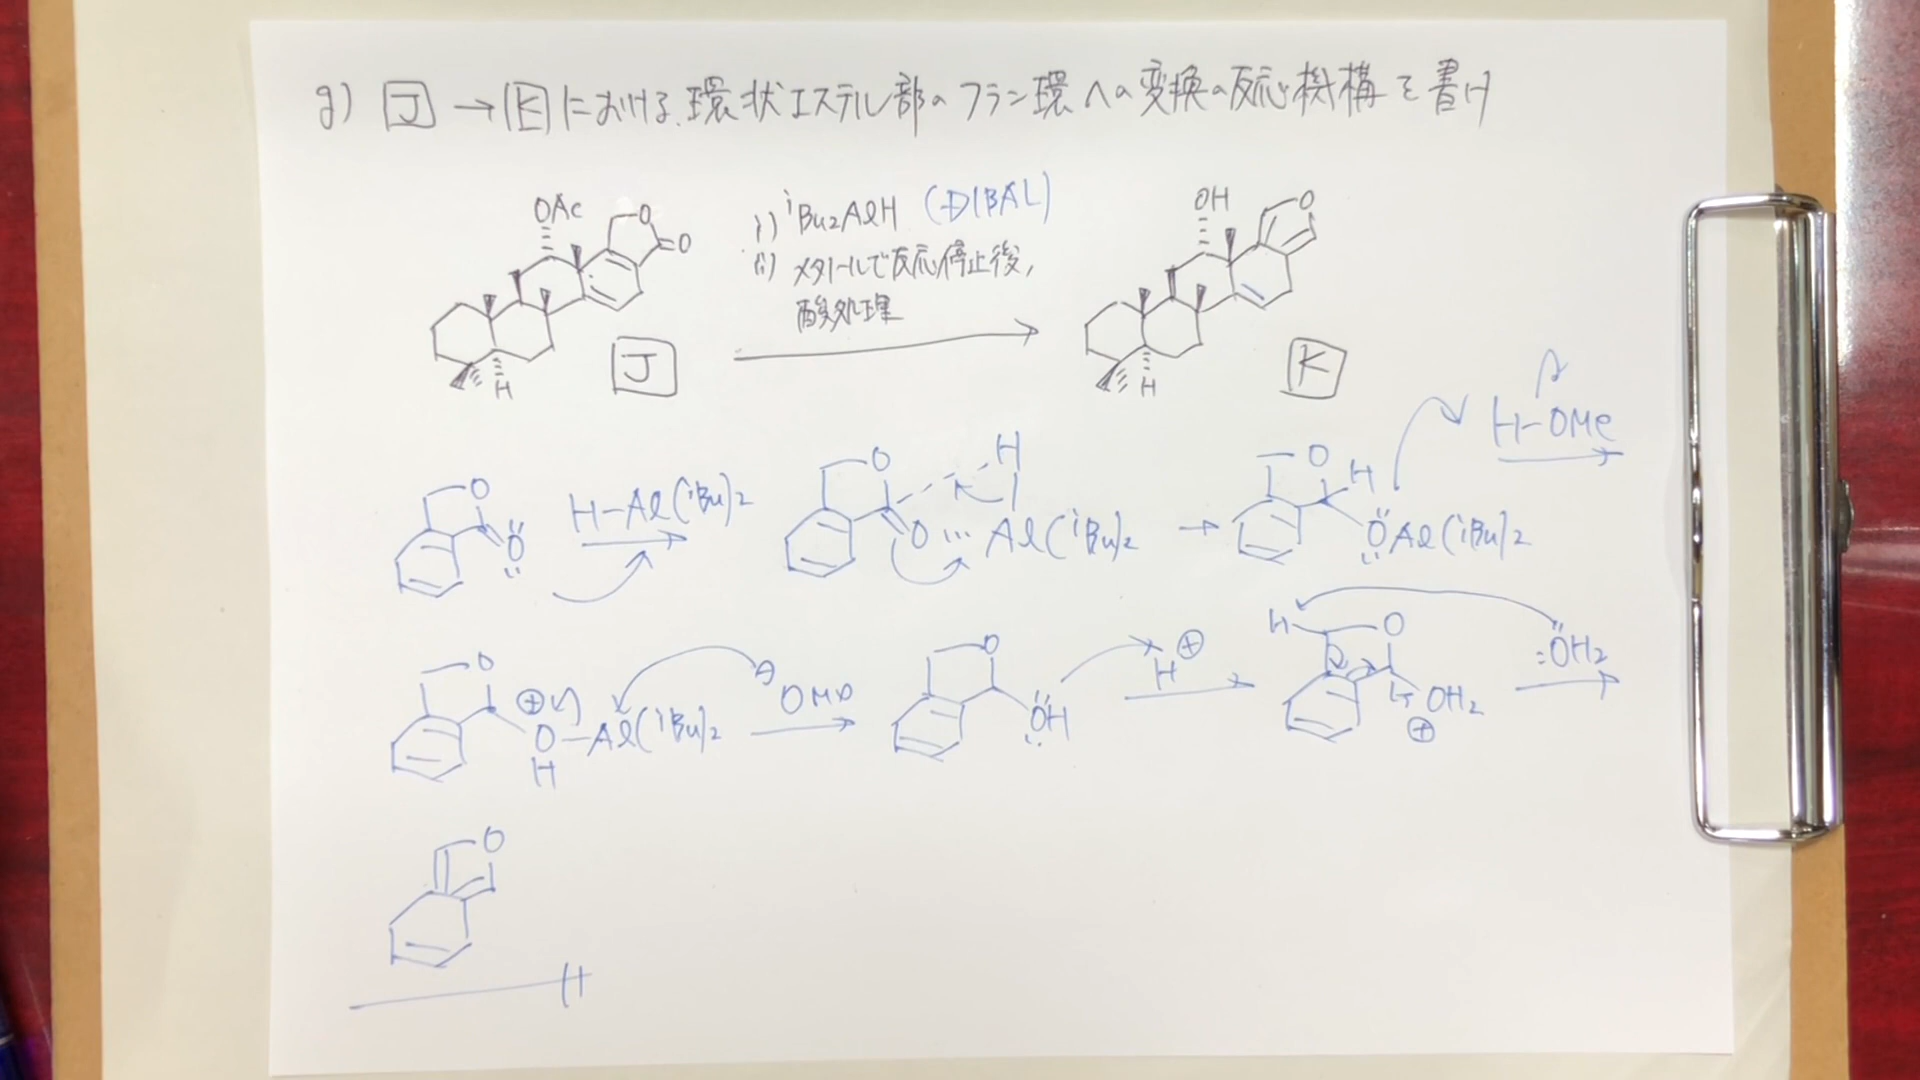 g) J → K における環状エステル部のフラン環への変換の反応機構を書け
OAc
O
O
H
J
i) iBu2AlH (DIBAL)
ii) メタノールで反応停止後,
酸処理
OH
O
H
K
O
O
H-Al(iBu)2
O
H
O … Al(iBu)2
O
H
OAl(iBu)2
H-OMe
O
⊕
O-Al(iBu)2
H
⊖OMe
O
OH
H⊕
H
O
OH2
⊕
:OH2
O